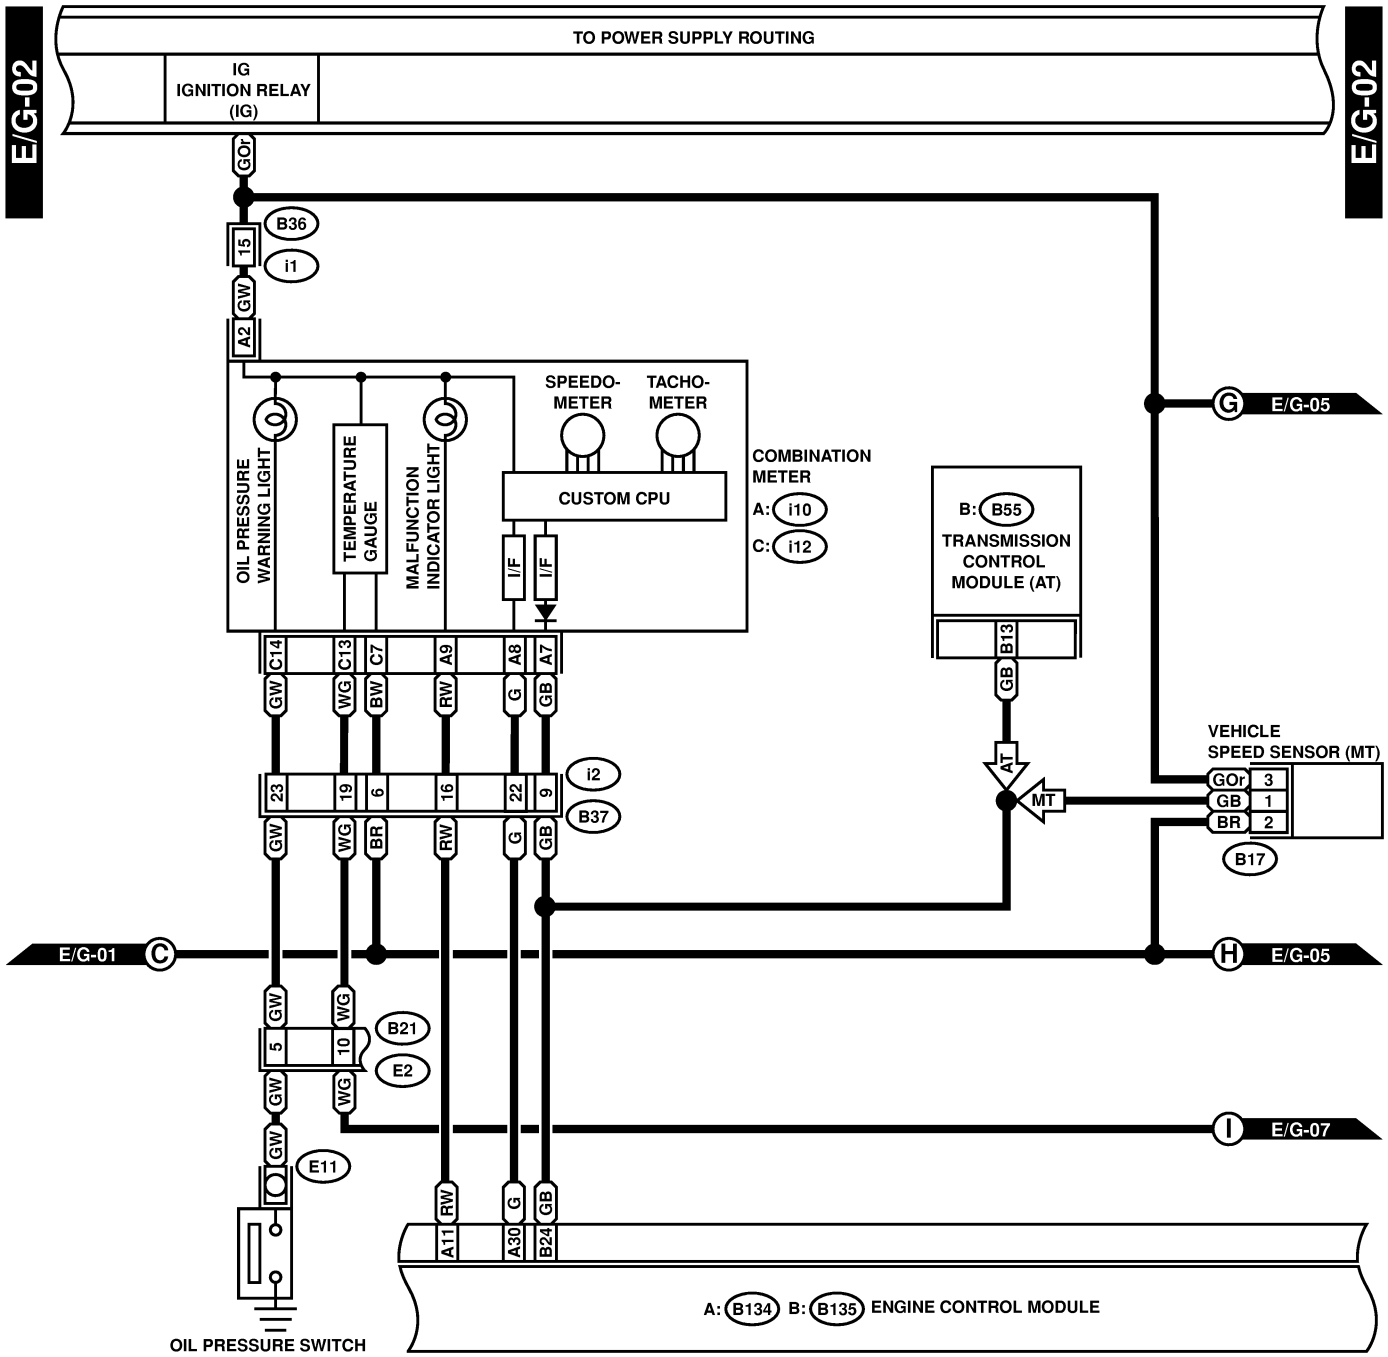 E/G-02
TO POWER SUPPLY ROUTING
E/G-02
IG
IGNITION RELAY
(IG)
GOr
B36
15
i1
GW
A2
SPEEDO-
METER
TACHO-
METER
G
E/G-05
OIL PRESSURE
WARNING LIGHT
TEMPERATURE
GAUGE
MALFUNCTION
INDICATOR LIGHT
CUSTOM CPU
I/F
I/F
COMBINATION
METER
A: i10
C: i12
B: B55
TRANSMISSION
CONTROL
MODULE (AT)
B13
GB
C14
C13
C7
A9
A8
A7
GW
WG
BW
RW
G
GB
AT
MT
VEHICLE
SPEED SENSOR (MT)
GOr 3
GB 1
BR 2
B17
23
19
6
16
22
9
i2
B37
GW
WG
BR
RW
G
GB
E/G-01
C
H
E/G-05
GW
WG
B21
5
10
E2
GW
WG
I
E/G-07
GW
E11
RW
G
GB
A11
A30
B24
A: B134 B: B135 ENGINE CONTROL MODULE
OIL PRESSURE SWITCH